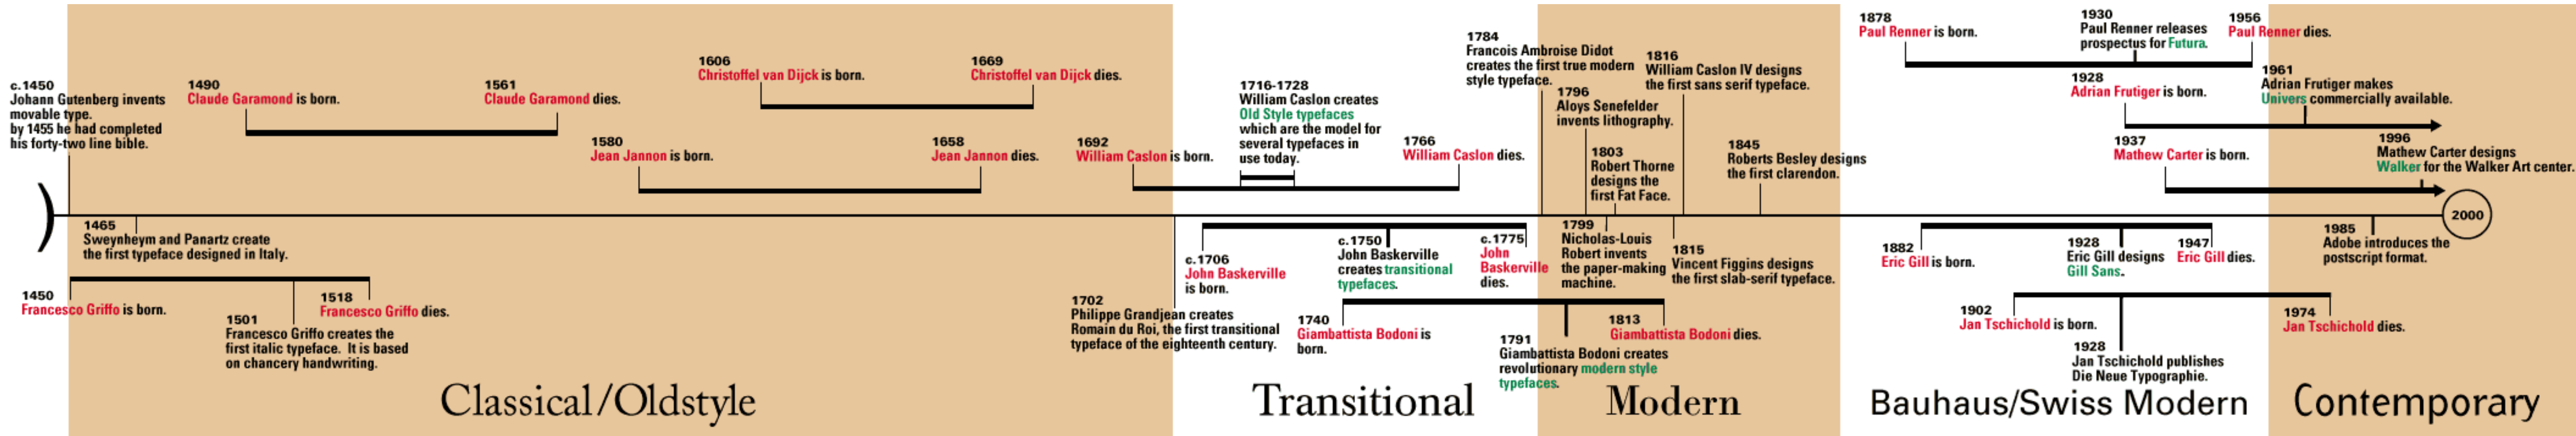 c.1450
Johann Gutenberg invents
movable type.
by 1455 he had completed
his forty-two line bible.
1490
Claude Garamond is born.
1561
Claude Garamond dies.
1580
Jean Jannon is born.
1606
Christoffel van Dijck is born.
1658
Jean Jannon dies.
1669
Christoffel van Dijck dies.
1692
William Caslon is born.
1716-1728
William Caslon creates
Old Style typefaces
which are the model for
several typefaces in
use today.
1766
William Caslon dies.
1784
Francois Ambroise Didot
creates the first true modern
style typeface.
1796
Aloys Senefelder
invents lithography.
1803
Robert Thorne
designs the
first Fat Face.
1816
William Caslon IV designs
the first sans serif typeface.
1845
Roberts Besley designs
the first clarendon.
1878
Paul Renner is born.
1930
Paul Renner releases
prospectus for Futura.
1956
Paul Renner dies.
1928
Adrian Frutiger is born.
1961
Adrian Frutiger makes
Univers commercially available.
1937
Mathew Carter is born.
1996
Mathew Carter designs
Walker for the Walker Art center.
)
2000
1465
Sweynheym and Panartz create
the first typeface designed in Italy.
1450
Francesco Griffo is born.
1501
Francesco Griffo creates the
first italic typeface. It is based
on chancery handwriting.
1518
Francesco Griffo dies.
1702
Philippe Grandjean creates
Romain du Roi, the first transitional
typeface of the eighteenth century.
c.1706
John Baskerville
is born.
c.1750
John Baskerville
creates transitional
typefaces.
c.1775
John
Baskerville
dies.
1740
Giambattista Bodoni is
born.
1791
Giambattista Bodoni creates
revolutionary modern style
typefaces.
1813
Giambattista Bodoni dies.
1799
Nicholas-Louis
Robert invents
the paper-making
machine.
1815
Vincent Figgins designs
the first slab-serif typeface.
1882
Eric Gill is born.
1928
Eric Gill designs
Gill Sans.
1947
Eric Gill dies.
1902
Jan Tschichold is born.
1928
Jan Tschichold publishes
Die Neue Typographie.
1974
Jan Tschichold dies.
1985
Adobe introduces the
postscript format.
Classical/Oldstyle
Transitional
Modern
Bauhaus/Swiss Modern
Contemporary